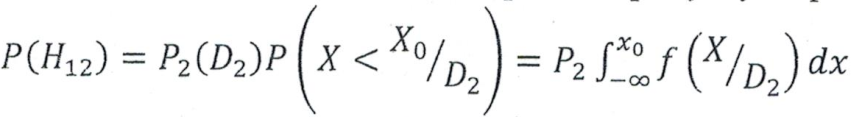 P(H₁₂) = P₂(D₂)P(X < X₀/D₂) = P₂ ∫_{-∞}^{x₀} f(X/D₂) dx